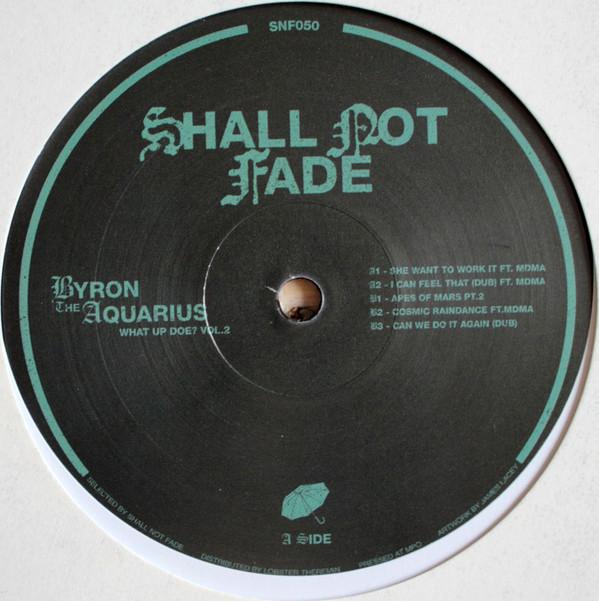 SNF050
SHALL NOT
FADE
BYRON
THE AQUARIUS
WHAT UP DOE? VOL.2
A1 - SHE WANT TO WORK IT FT. MDMA
A2 - I CAN FEEL THAT (DUB) FT. MDMA
B1 - APES OF MARS PT.2
B2 - COSMIC RAINDANCE FT.MDMA
B3 - CAN WE DO IT AGAIN (DUB)
A SIDE
SELECTED BY SHALL NOT FADE
DISTRIBUTED BY LOBSTER THEREMIN
PRESSED AT MPO
ARTWORK BY JAMES LACEY